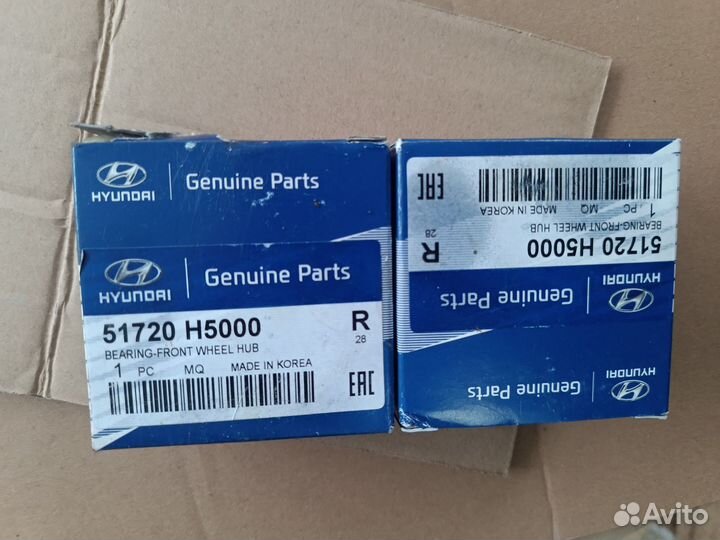 HYUNDAI
Genuine Parts
HYUNDAI
Genuine Parts
51720 H5000
R
BEARING-FRONT WHEEL HUB
28
1 PC MQ MADE IN KOREA
EAC
51720 H5000
R
BEARING-FRONT WHEEL HUB
28
1 PC MQ MADE IN KOREA
EAC
HYUNDAI
Genuine Parts
HYUNDAI
Genuine Parts
Avito